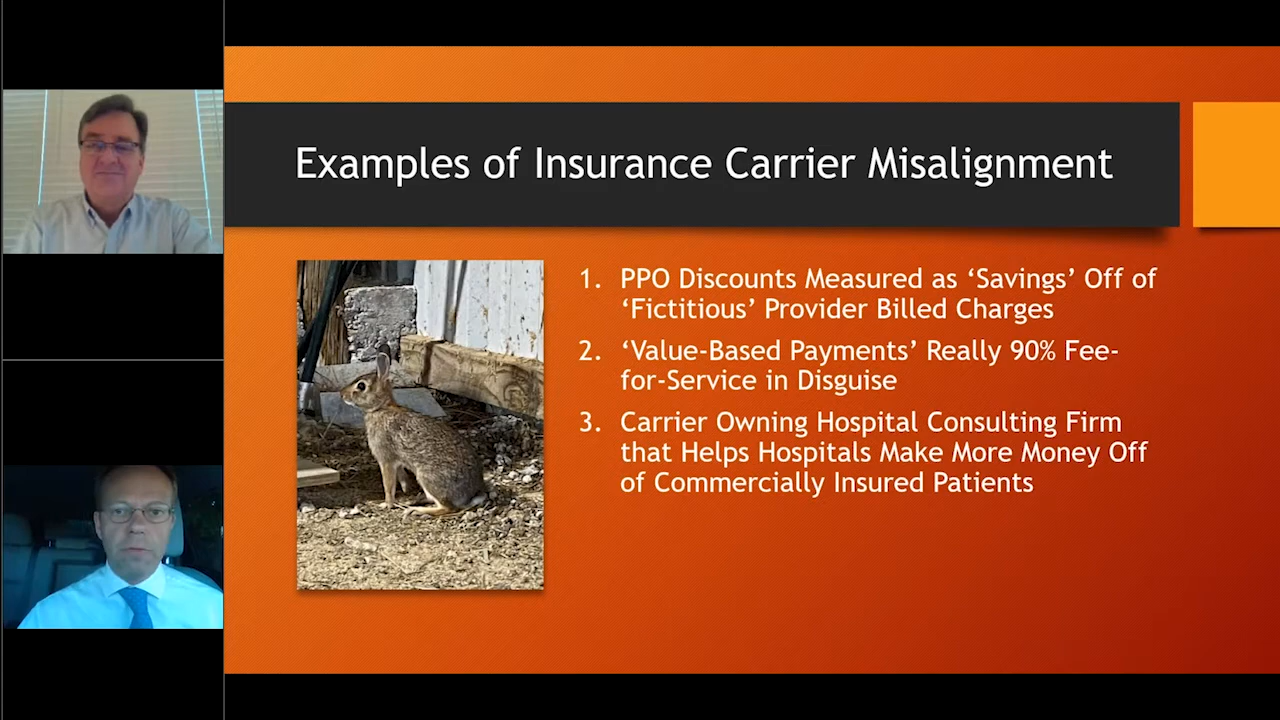 Examples of Insurance Carrier Misalignment
1. PPO Discounts Measured as ‘Savings’ Off of
‘Fictitious’ Provider Billed Charges
2. ‘Value-Based Payments’ Really 90% Fee-
for-Service in Disguise
3. Carrier Owning Hospital Consulting Firm
that Helps Hospitals Make More Money Off
of Commercially Insured Patients